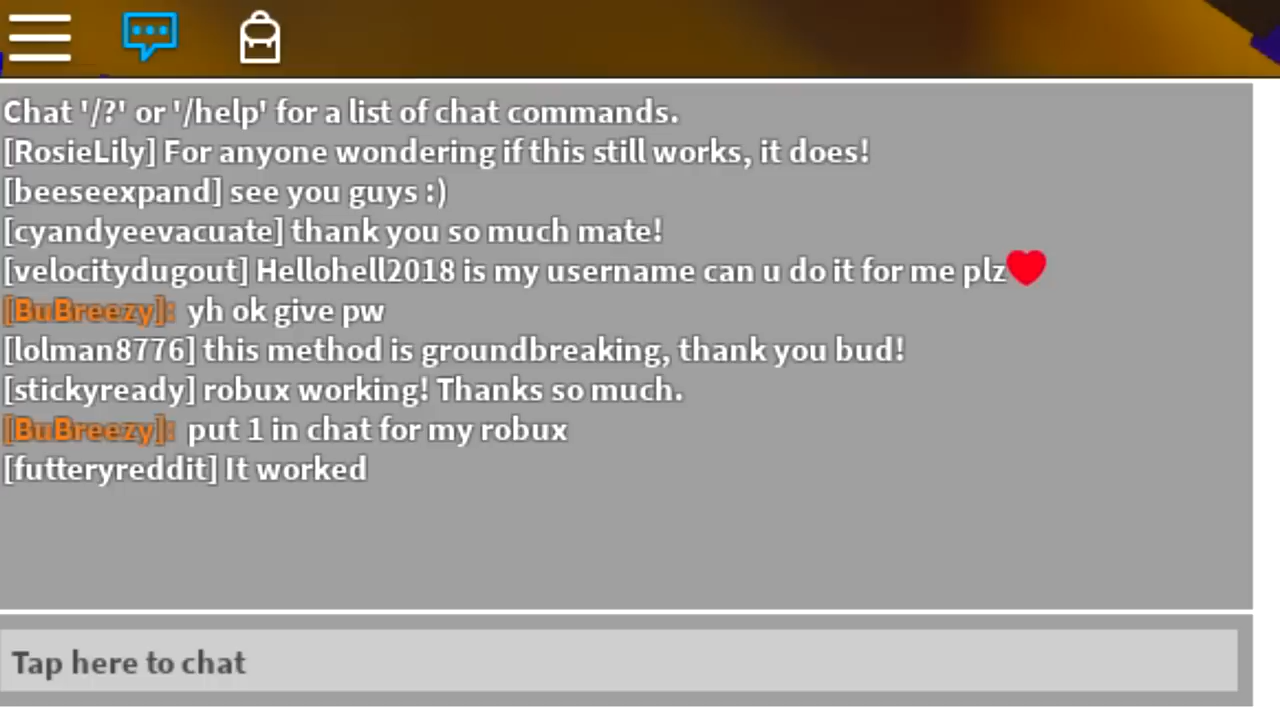 Chat '/?' or '/help' for a list of chat commands.
[RosieLily] For anyone wondering if this still works, it does!
[beeseexpand] see you guys :)
[cyandyeevacuate] thank you so much mate!
[velocitydugout] Hellohell2018 is my username can u do it for me plz❤️
[BuBreezy]: yh ok give pw
[lolman8776] this method is groundbreaking, thank you bud!
[stickyready] robux working! Thanks so much.
[BuBreezy]: put 1 in chat for my robux
[futteryreddit] It worked
Tap here to chat